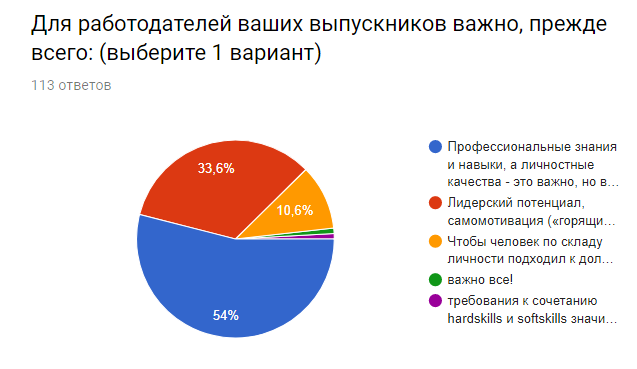 Для работодателей ваших выпускников важно, прежде
всего: (выберите 1 вариант)
113 ответов
33,6%
10,6%
54%
Профессиональные знания
и навыки, а личностные
качества - это важно, но в…
Лидерский потенциал,
самомотивация («горящи…
Чтобы человек по складу
личности подходил к дол…
важно все!
требования к сочетанию
hardskills и softskills значи…